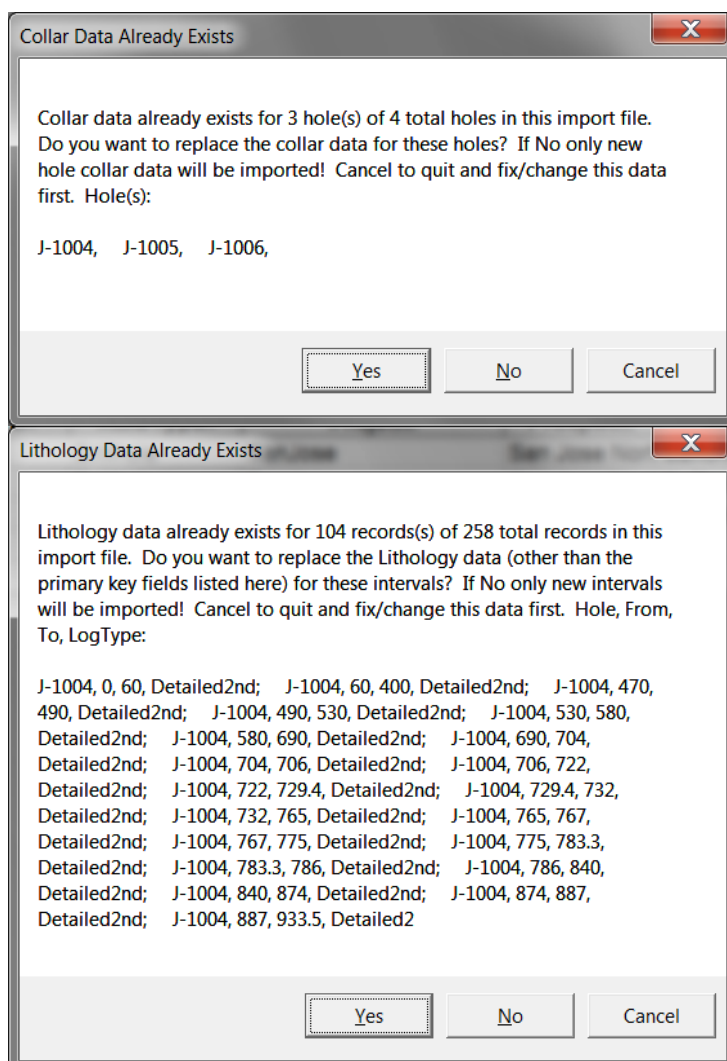 Collar Data Already Exists
Collar data already exists for 3 hole(s) of 4 total holes in this import file.
Do you want to replace the collar data for these holes?  If No only new
hole collar data will be imported!  Cancel to quit and fix/change this data
first.  Hole(s):
J-1004,    J-1005,    J-1006,
Yes No Cancel
Lithology Data Already Exists
Lithology data already exists for 104 records(s) of 258 total records in this
import file.  Do you want to replace the Lithology data (other than the
primary key fields listed here) for these intervals?  If No only new intervals
will be imported!  Cancel to quit and fix/change this data first.  Hole, From,
To, LogType:
J-1004, 0, 60, Detailed2nd;    J-1004, 60, 400, Detailed2nd;    J-1004, 470,
490, Detailed2nd;    J-1004, 490, 530, Detailed2nd;    J-1004, 530, 580,
Detailed2nd;    J-1004, 580, 690, Detailed2nd;    J-1004, 690, 704,
Detailed2nd;    J-1004, 704, 706, Detailed2nd;    J-1004, 706, 722,
Detailed2nd;    J-1004, 722, 729.4, Detailed2nd;    J-1004, 729.4, 732,
Detailed2nd;    J-1004, 732, 765, Detailed2nd;    J-1004, 765, 767,
Detailed2nd;    J-1004, 767, 775, Detailed2nd;    J-1004, 775, 783.3,
Detailed2nd;    J-1004, 783.3, 786, Detailed2nd;    J-1004, 786, 840,
Detailed2nd;    J-1004, 840, 874, Detailed2nd;    J-1004, 874, 887,
Detailed2nd;    J-1004, 887, 933.5, Detailed2
Yes No Cancel